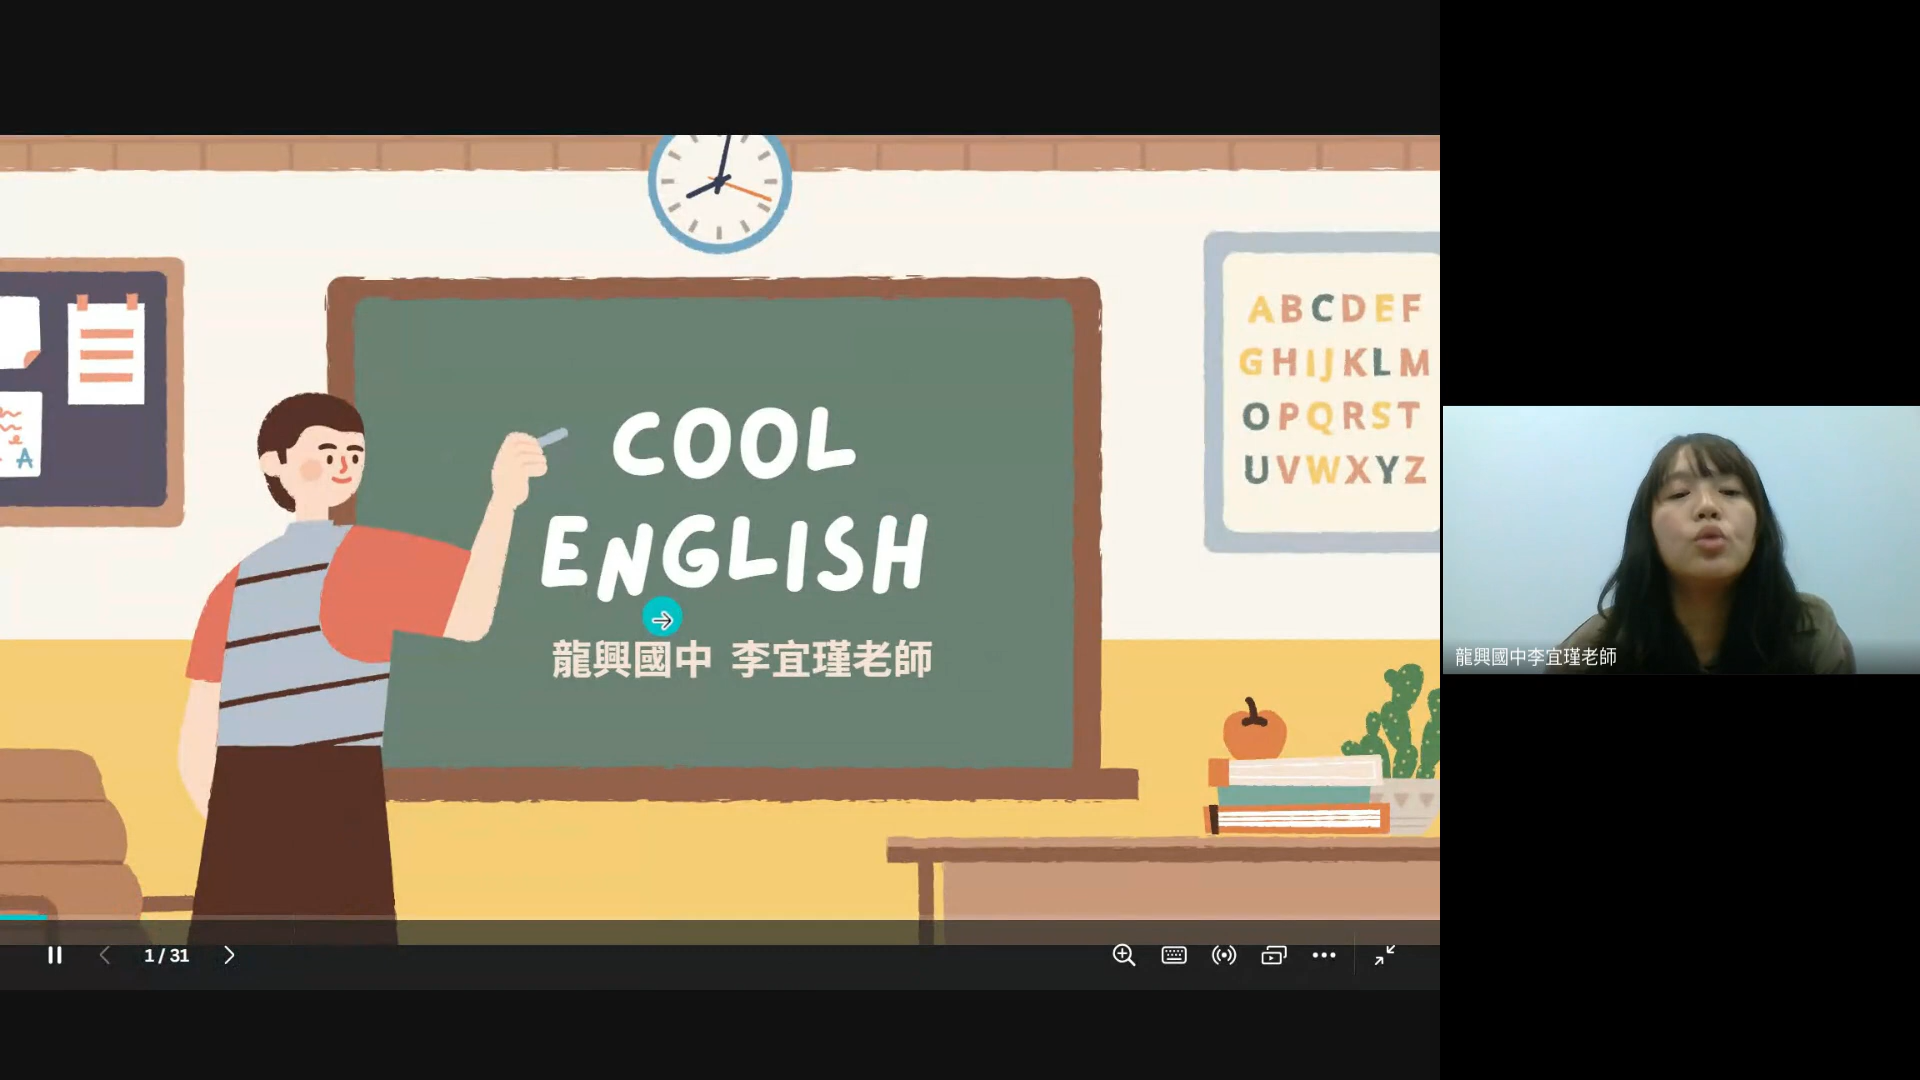 COOL
ENGLISH
龍興國中 李宜瑾老師
ABCDEF
GHIJKLM
OPQRST
UVWXYZ
A
1 / 31
龍興國中李宜瑾老師